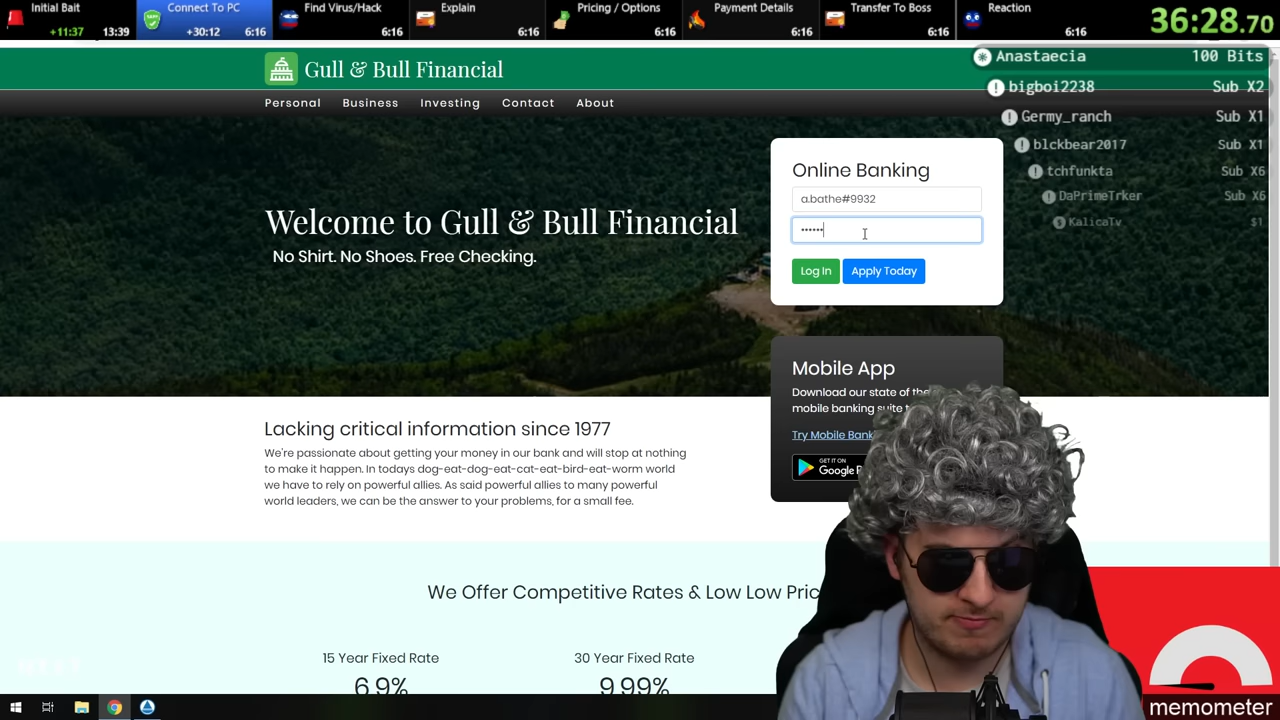 Initial Bait
+11:37 13:39
Connect To PC
+30:12 6:16
Find Virus/Hack
6:16
Explain
6:16
Pricing / Options
6:16
Payment Details
6:16
Transfer To Boss
6:16
Reaction
6:16
36:28.70
Gull & Bull Financial
Anastaecia 100 Bits
bigboi2238 Sub X2
Germy_ranch Sub X1
blckbear2017 Sub X1
tchfunkta Sub X6
DaPrimeTrker Sub X6
KalicaTv $1
Personal Business Investing Contact About
Welcome to Gull & Bull Financial
No Shirt. No Shoes. Free Checking.
Online Banking
a.bathe#9932
••••••
Log In Apply Today
Mobile App
Download our state of the
mobile banking suite
Try Mobile Bank
GET IT ON
Google P
Lacking critical information since 1977
We're passionate about getting your money in our bank and will stop at nothing
to make it happen. In todays dog-eat-dog-eat-cat-eat-bird-eat-worm world
we have to rely on powerful allies. As said powerful allies to many powerful
world leaders, we can be the answer to your problems, for a small fee.
We Offer Competitive Rates & Low Low Pric
15 Year Fixed Rate
6.9%
30 Year Fixed Rate
9.99%
memometer